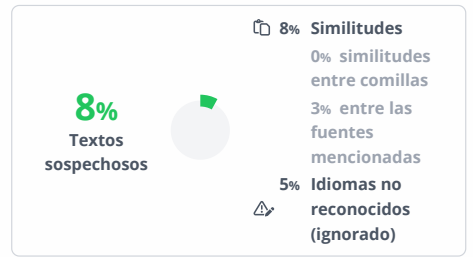 8%
Textos
sospechosos
8% Similitudes
0% similitudes
entre comillas
3% entre las
fuentes
mencionadas
5% Idiomas no
reconocidos
(ignorado)